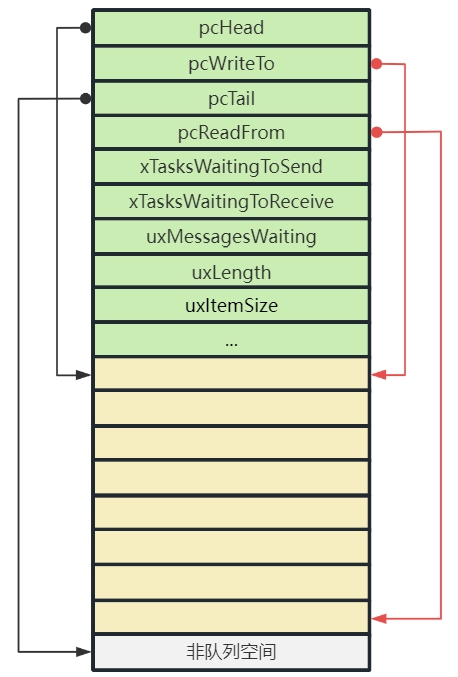 pcHead
pcWriteTo
pcTail
pcReadFrom
xTasksWaitingToSend
xTasksWaitingToReceive
uxMessagesWaiting
uxLength
uxItemSize
...
非队列空间